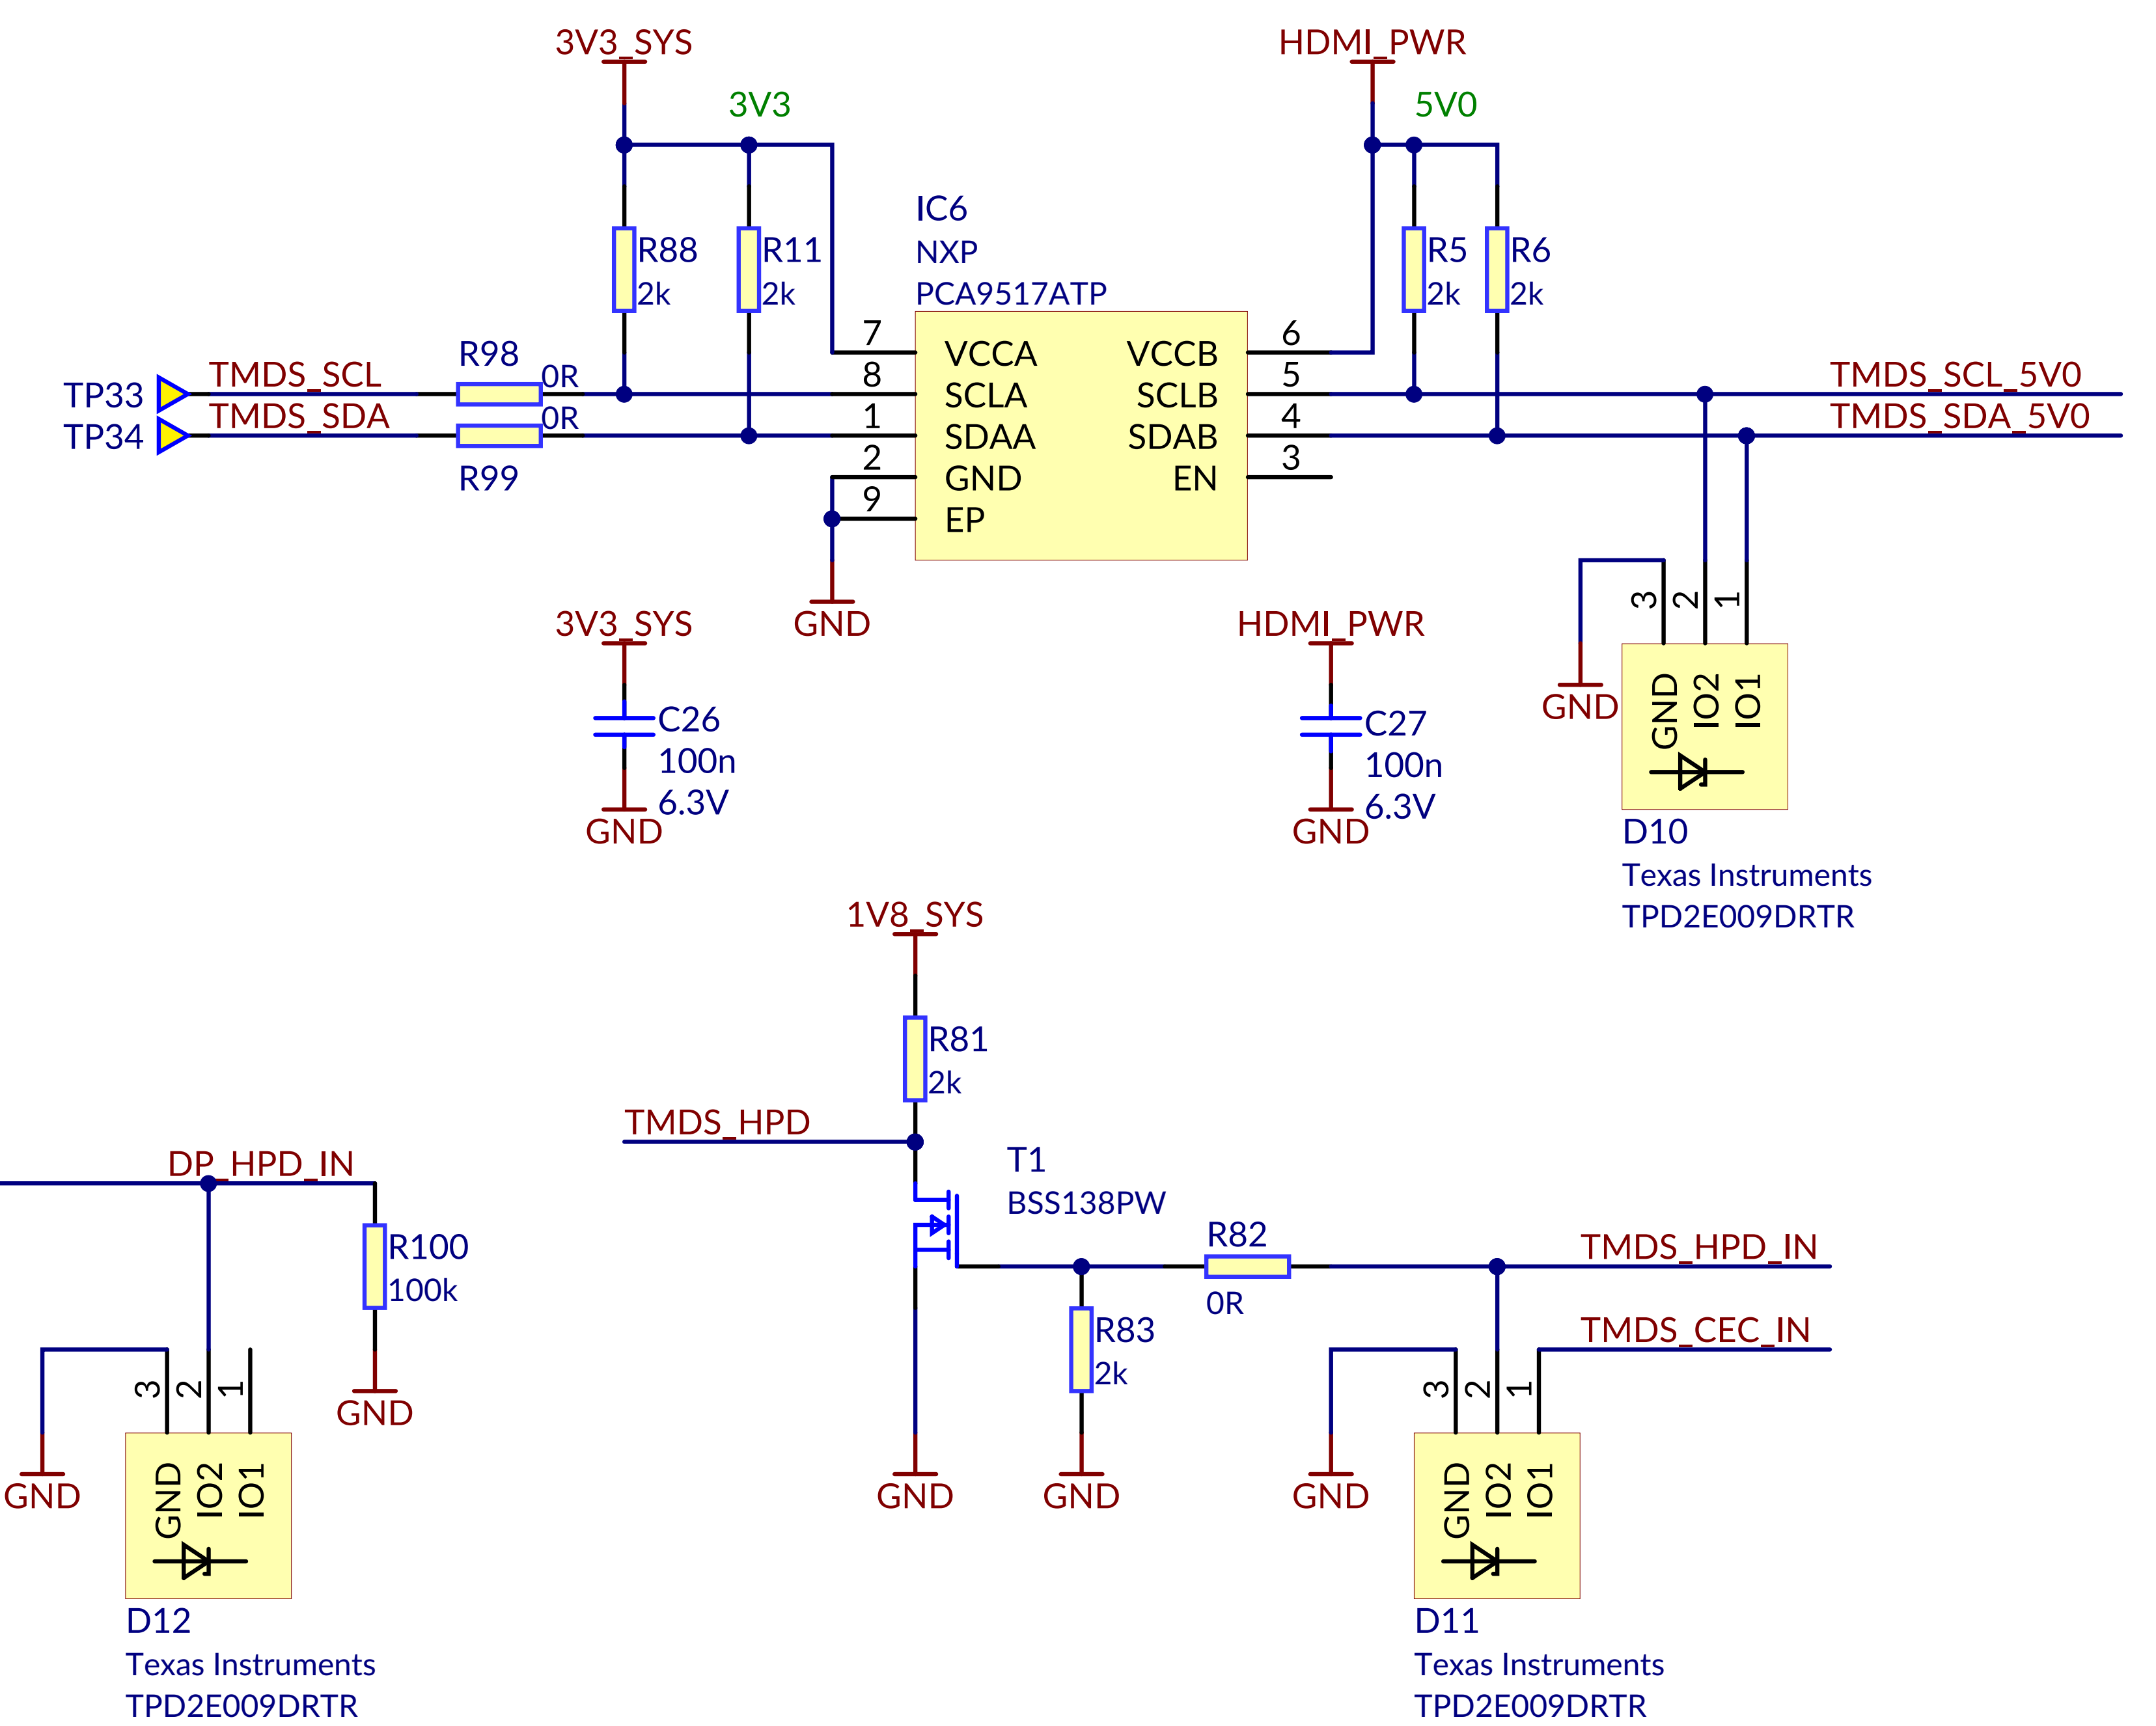 3V3_SYS
HDMI_PWR
3V3
5V0
IC6
NXP
PCA9517ATP
R88
2k
R11
2k
R5
2k
R6
2k
7
8
1
2
9
VCCA
SCLA
SDAA
GND
EP
VCCB
SCLB
SDAB
EN
6
5
4
3
TP33
TMDS_SCL
R98
0R
TP34
TMDS_SDA
0R
R99
TMDS_SCL_5V0
TMDS_SDA_5V0
GND
3V3_SYS
C26
100n
6.3V
GND
HDMI_PWR
C27
100n
6.3V
GND
GND
3
2
1
GND
IO2
IO1
D10
Texas Instruments
TPD2E009DRTR
1V8_SYS
R81
2k
TMDS_HPD
T1
BSS138PW
R82
0R
R83
2k
TMDS_HPD_IN
TMDS_CEC_IN
GND
GND
GND
3
2
1
GND
IO2
IO1
D11
Texas Instruments
TPD2E009DRTR
DP_HPD_IN
R100
100k
GND
GND
3
2
1
GND
IO2
IO1
D12
Texas Instruments
TPD2E009DRTR